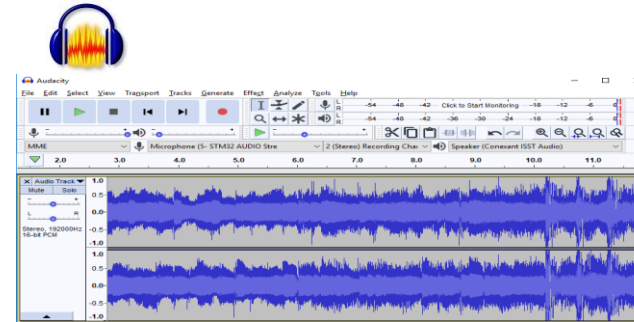 Audacity
File Edit Select View Transport Tracks Generate Effect Analyze Tools Help
L R -54 -48 -42 Click to Start Monitoring -18 -12 -6 0
L R -54 -48 -42 -36 -30 -24 -18 -12 -6 0
MME Microphone (5- STM32 AUDIO Stre 2 (Stereo) Recording Chai Speaker (Conexant ISST Audio)
2.0 3.0 4.0 5.0 6.0 7.0 8.0 9.0 10.0 11.0
X Audio Track 1.0
Mute Solo 0.5
- + 0.0
L R -0.5
Stereo, 192000Hz
16-bit PCM -1.0
1.0
0.5
0.0
-0.5
-1.0